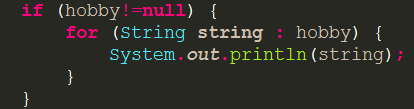 if (hobby!=null) {
    for (String string : hobby) {
        System.out.println(string);
    }
}